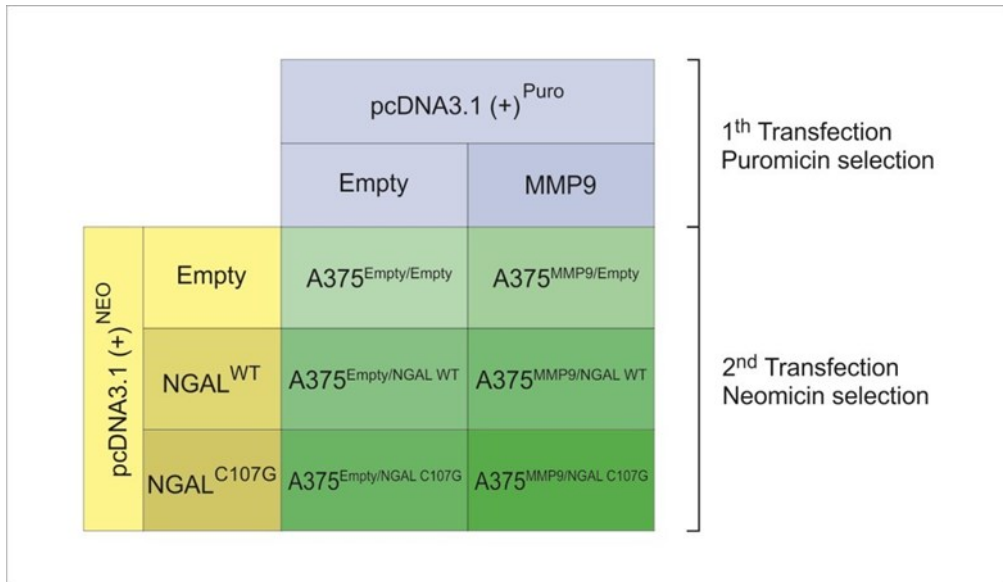 pcDNA3.1 (+)Puro
Empty MMP9
1th Transfection
Puromicin selection
pcDNA3.1 (+)NEO
Empty A375Empty/Empty A375MMP9/Empty
NGALWT A375Empty/NGAL WT A375MMP9/NGAL WT
NGALC107G A375Empty/NGAL C107G A375MMP9/NGAL C107G
2nd Transfection
Neomicin selection